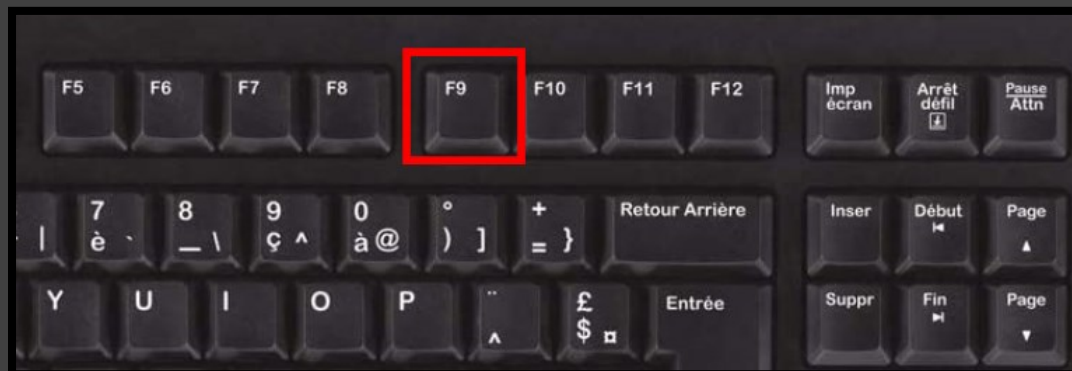 F5 F6 F7 F8 F9 F10 F11 F12 Imp écran Arrêt défil Pause Attn
| 7 è ` 8 _ \ 9 ç ^ 0 à @ ° ) ] + = } Retour Arrière Inser Début Page
Y U I O P ¨ ^ £ $ ¤ Entrée Suppr Fin Page